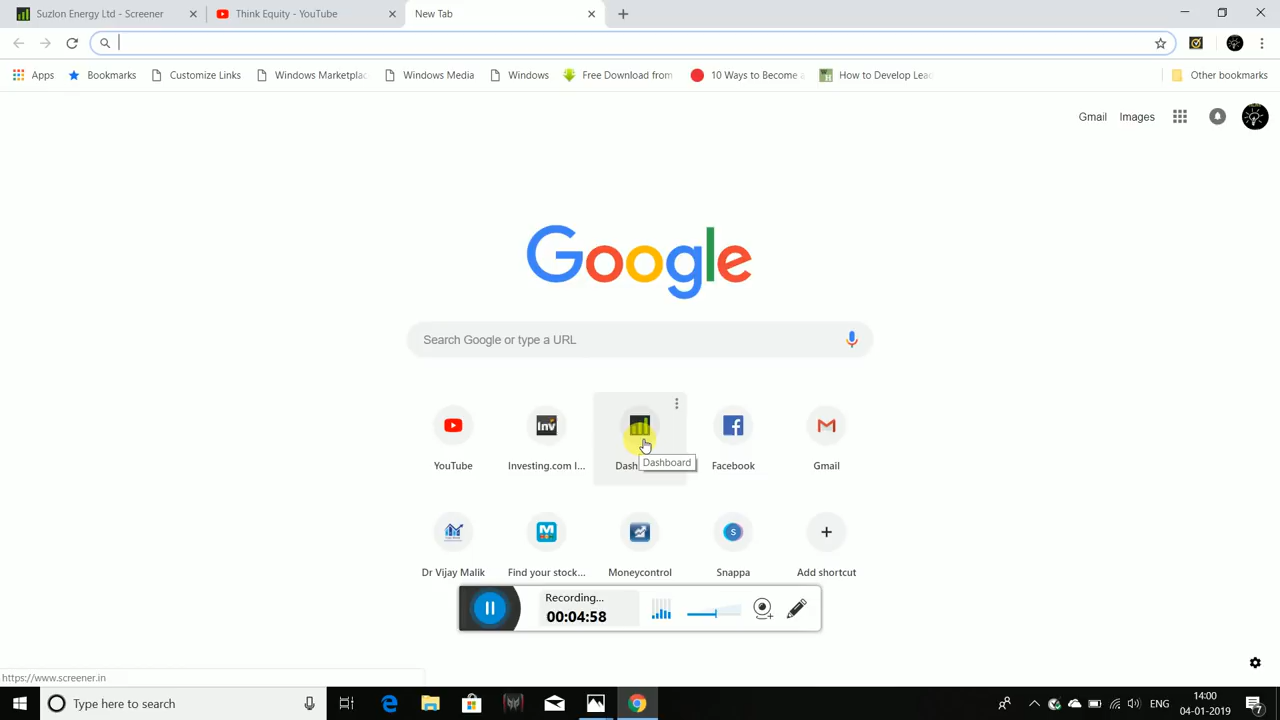 Suzlon Energy Ltd - Screener
Think Equity - YouTube
New Tab
Apps
Bookmarks
Customize Links
Windows Marketplac
Windows Media
Windows
Free Download from
10 Ways to Become a
How to Develop Lea
Other bookmarks
Gmail
Images
Google
Search Google or type a URL
YouTube
Investing.com I...
Dash
Dashboard
Facebook
Gmail
Dr Vijay Malik
Find your stock...
Moneycontrol
Snappa
Add shortcut
Recording...
00:04:58
https://www.screener.in
Type here to search
ENG
14:00
04-01-2019
7